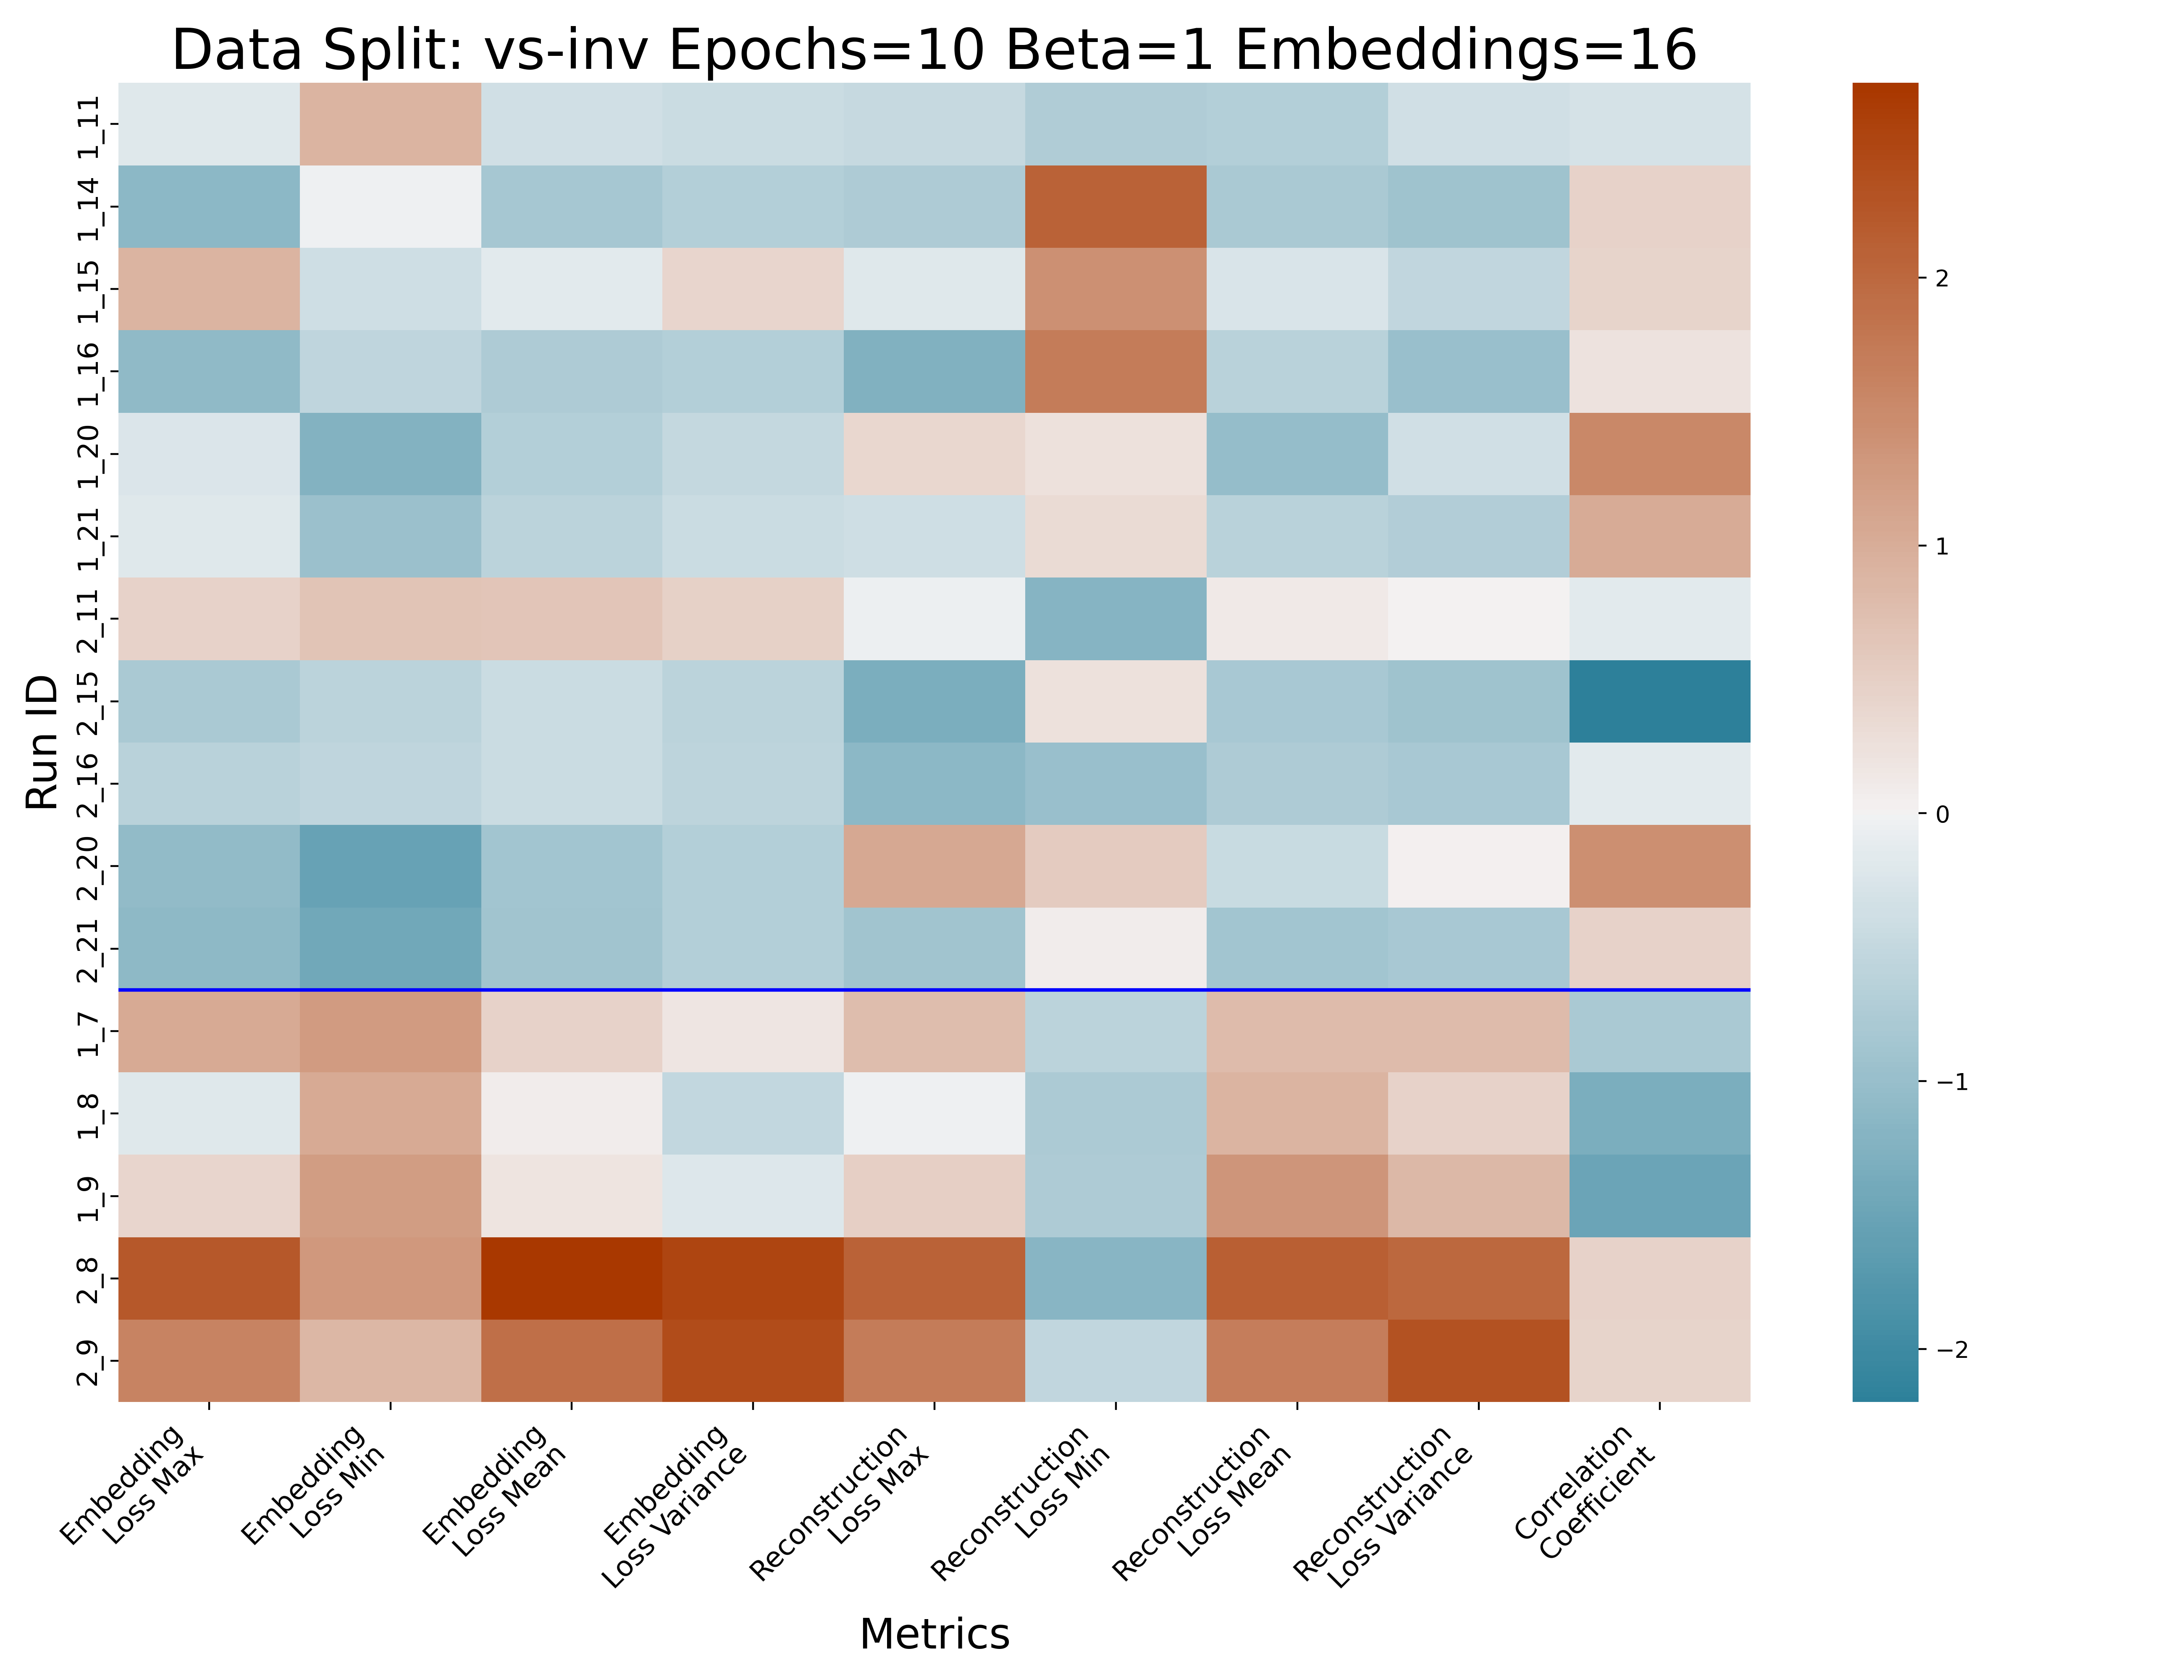 Data Split: vs-inv Epochs=10 Beta=1 Embeddings=16
Run ID
1_11
1_14
1_15
1_16
1_20
1_21
2_11
2_15
2_16
2_20
2_21
1_7
1_8
1_9
2_8
2_9
Embedding
Loss Max
Embedding
Loss Min
Embedding
Loss Mean
Embedding
Loss Variance
Reconstruction
Loss Max
Reconstruction
Loss Min
Reconstruction
Loss Mean
Reconstruction
Loss Variance
Correlation
Coefficient
Metrics
2
1
0
−1
−2